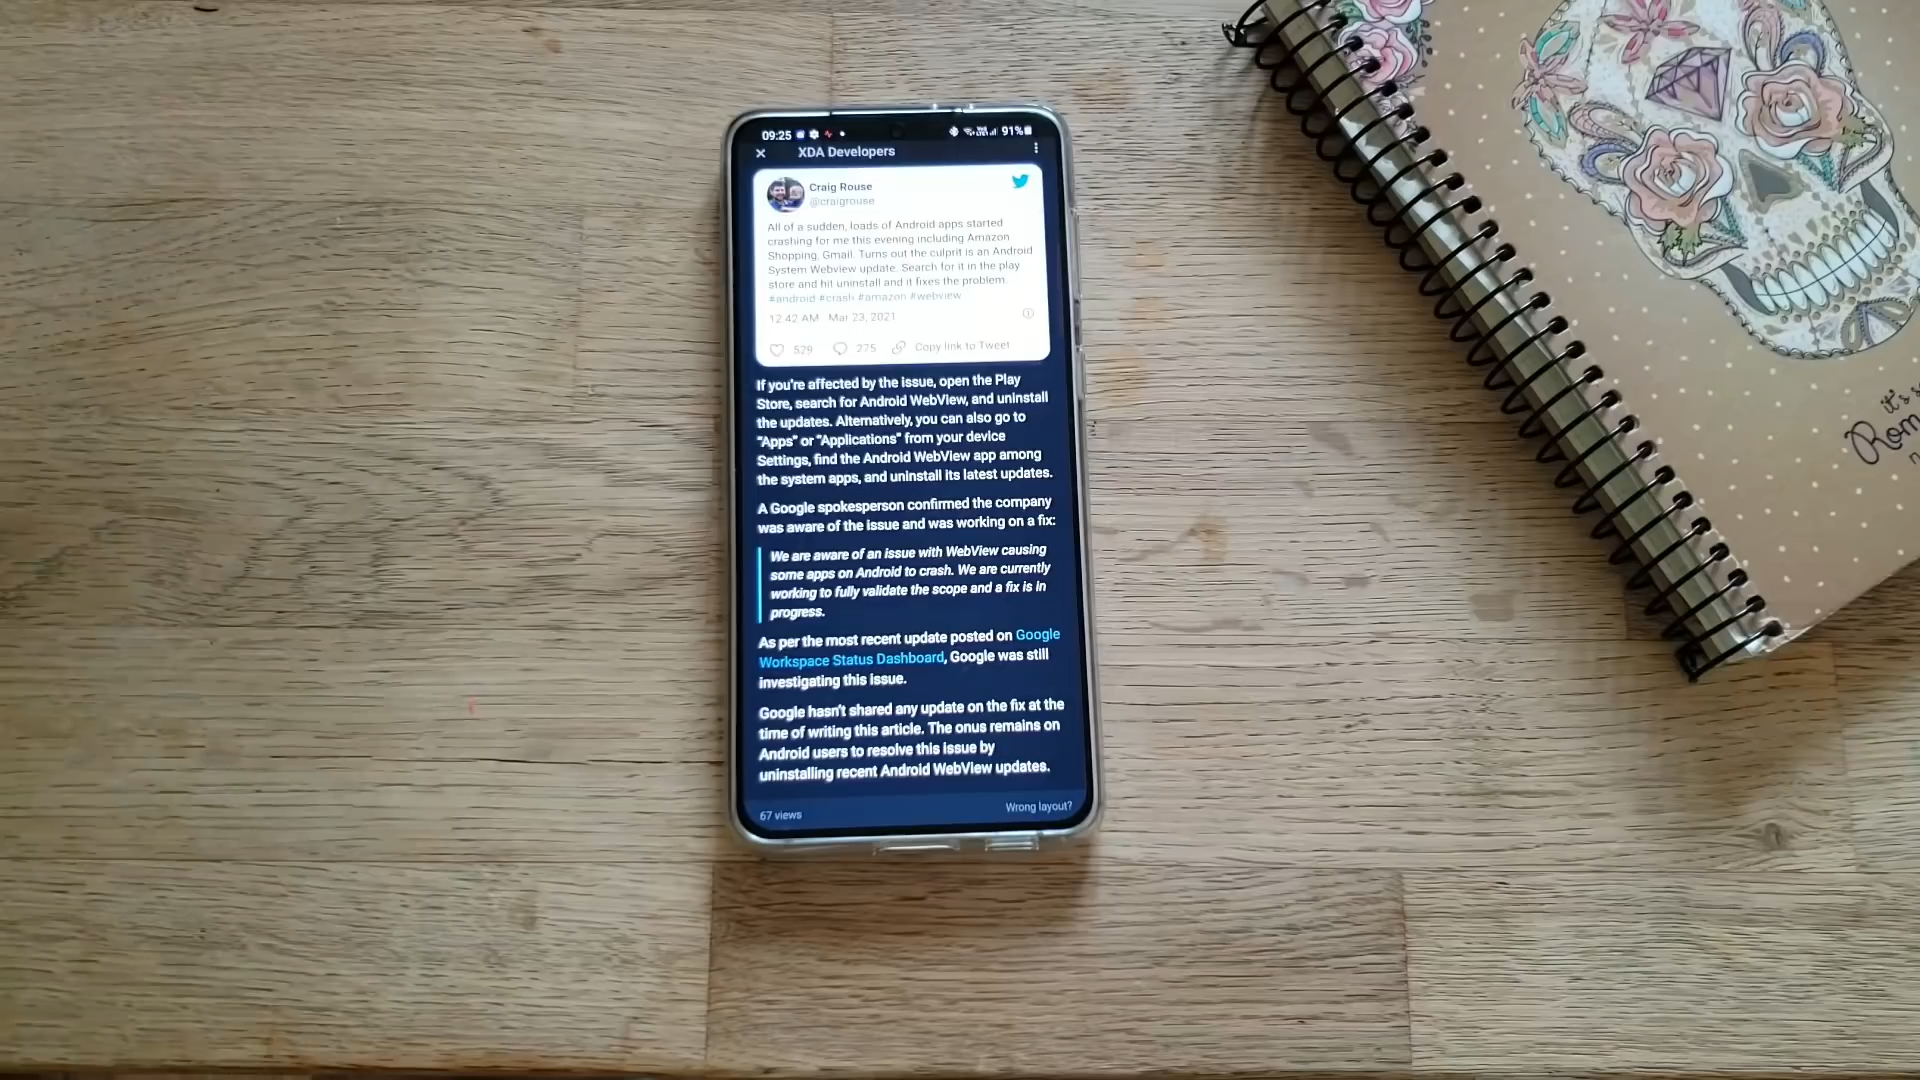 09:25
91%
XDA Developers
Craig Rouse
@craigrouse
All of a sudden, loads of Android apps started
crashing for me this evening including Amazon
Shopping, Gmail. Turns out the culprit is an Android
System Webview update. Search for it in the play
store and hit uninstall and it fixes the problem.
#android #crash #amazon #webview
12:42 AM · Mar 23, 2021
529 275 Copy link to Tweet
If you're affected by the issue, open the Play
Store, search for Android WebView, and uninstall
the updates. Alternatively, you can also go to
"Apps" or "Applications" from your device
Settings, find the Android WebView app among
the system apps, and uninstall its latest updates.
A Google spokesperson confirmed the company
was aware of the issue and was working on a fix:
We are aware of an issue with WebView causing
some apps on Android to crash. We are currently
working to fully validate the scope and a fix is in
progress.
As per the most recent update posted on Google
Workspace Status Dashboard, Google was still
investigating this issue.
Google hasn't shared any update on the fix at the
time of writing this article. The onus remains on
Android users to resolve this issue by
uninstalling recent Android WebView updates.
67 views
Wrong layout?
it's
Rom